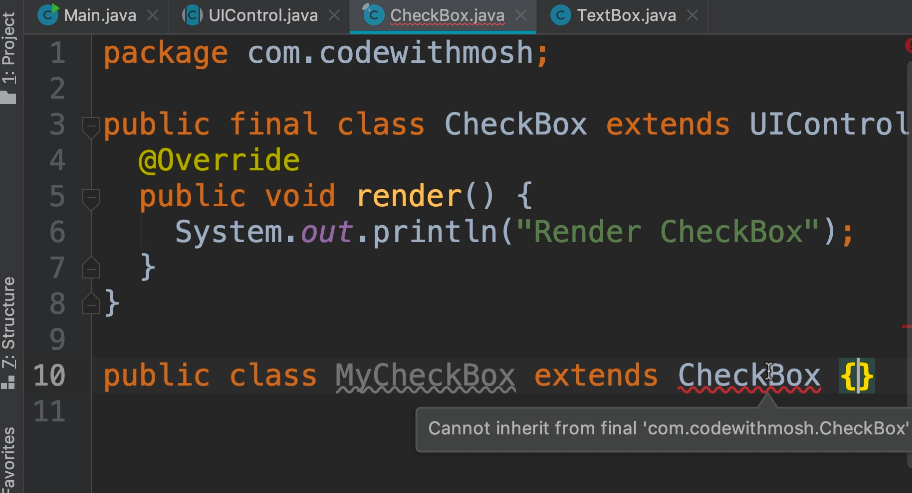 Main.java UIControl.java CheckBox.java TextBox.java
1: Project
Z: Structure
Favorites
1 package com.codewithmosh;
2
3 public final class CheckBox extends UIControl
4 @Override
5 public void render() {
6 System.out.println("Render CheckBox");
7 }
8 }
9
10 public class MyCheckBox extends CheckBox {}
11
Cannot inherit from final 'com.codewithmosh.CheckBox'